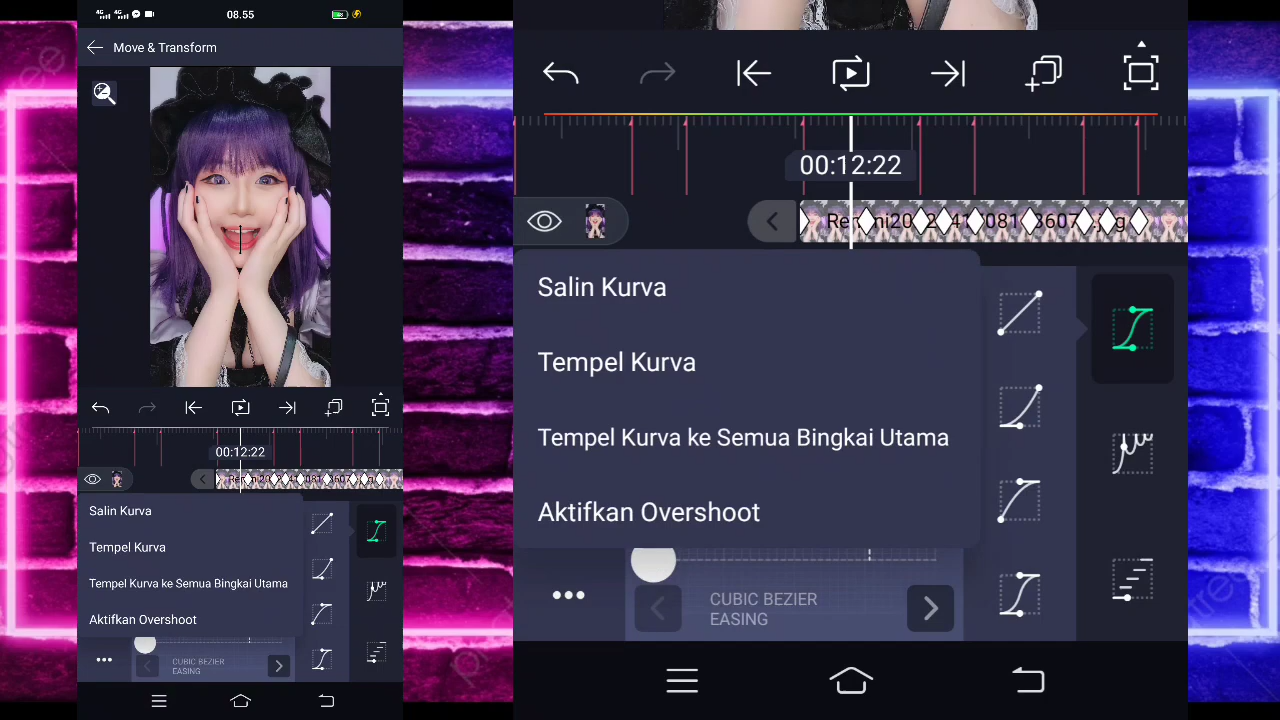 08.55
Move & Transform
00:12:22
Salin Kurva
Tempel Kurva
Tempel Kurva ke Semua Bingkai Utama
Aktifkan Overshoot
CUBIC BEZIER
EASING
00:12:22
Salin Kurva
Tempel Kurva
Tempel Kurva ke Semua Bingkai Utama
Aktifkan Overshoot
CUBIC BEZIER
EASING